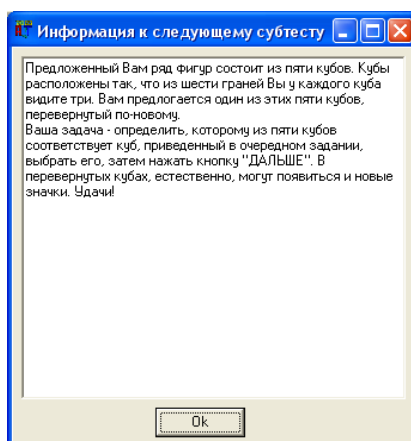 Информация к следующему субтесту
Предложенный Вам ряд фигур состоит из пяти кубов. Кубы
расположены так, что из шести граней Вы у каждого куба
видите три. Вам предлогается один из этих пяти кубов,
перевернутый по-новому.
Ваша задача - определить, которому из пяти кубов
соответствует куб, приведенный в очередном задании,
выбрать его, затем нажать кнопку "ДАЛЬШЕ". В
перевернутых кубах, естественно, могут появиться и новые
значки. Удачи!
Ok